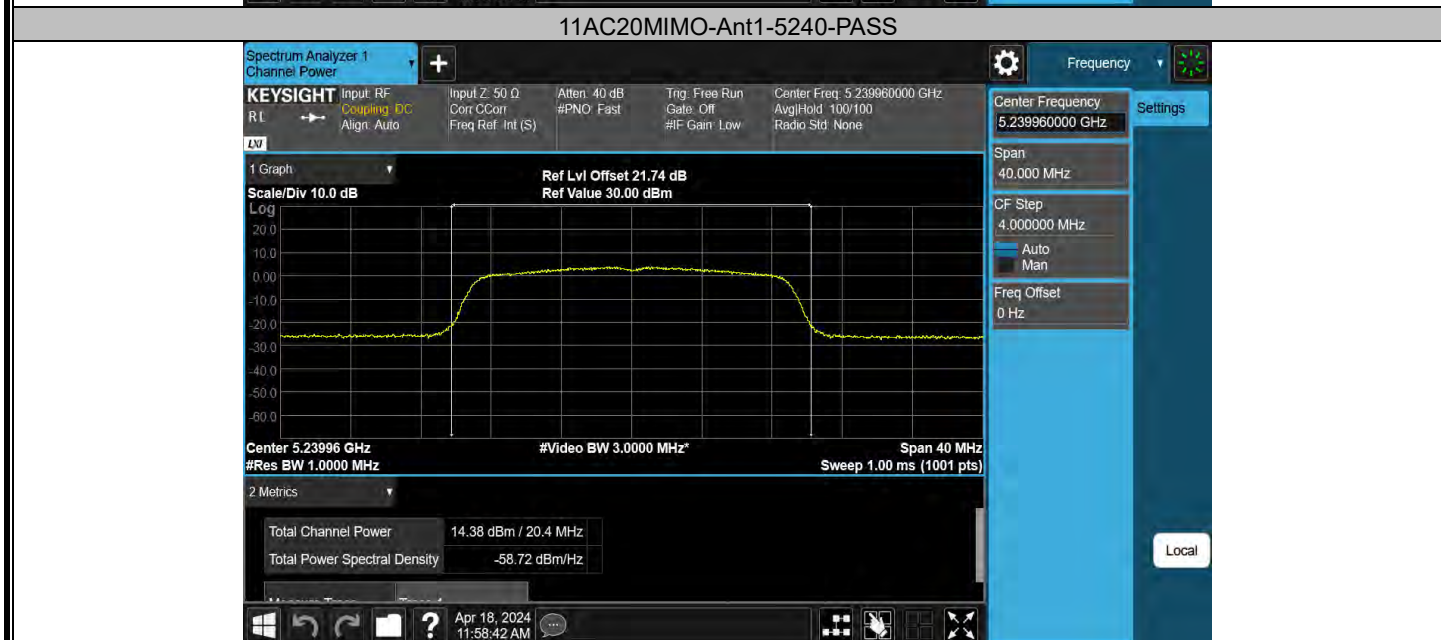 11AC20MIMO-Ant1-5240-PASS
Spectrum Analyzer 1
Channel Power
Frequency
KEYSIGHT
Input: RF
Coupling: DC
Align: Auto
RL
LXI
Input Z: 50 Ω
Corr CCorr
Freq Ref: Int (S)
Atten: 40 dB
#PNO: Fast
Trig: Free Run
Gate: Off
#IF Gain: Low
Center Freq: 5.239960000 GHz
Avg|Hold: 100/100
Radio Std: None
Center Frequency
5.239960000 GHz
Settings
Span
40.000 MHz
CF Step
4.000000 MHz
Auto
Man
Freq Offset
0 Hz
1 Graph
Scale/Div 10.0 dB
Ref Lvl Offset 21.74 dB
Ref Value 30.00 dBm
Log
20.0
10.0
0.00
-10.0
-20.0
-30.0
-40.0
-50.0
-60.0
Center 5.23996 GHz
#Res BW 1.0000 MHz
#Video BW 3.0000 MHz*
Span 40 MHz
Sweep 1.00 ms (1001 pts)
2 Metrics
Total Channel Power 14.38 dBm / 20.4 MHz
Total Power Spectral Density -58.72 dBm/Hz
Local
?
Apr 18, 2024
11:58:42 AM